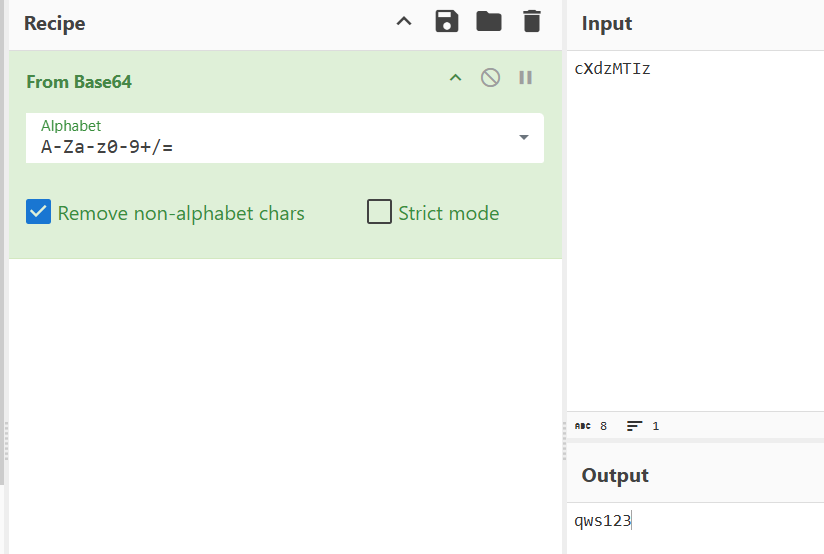 Recipe
From Base64
Alphabet
A-Za-z0-9+/=
Remove non-alphabet chars
Strict mode
Input
cXdzMTIz
ABC 8 1
Output
qws123